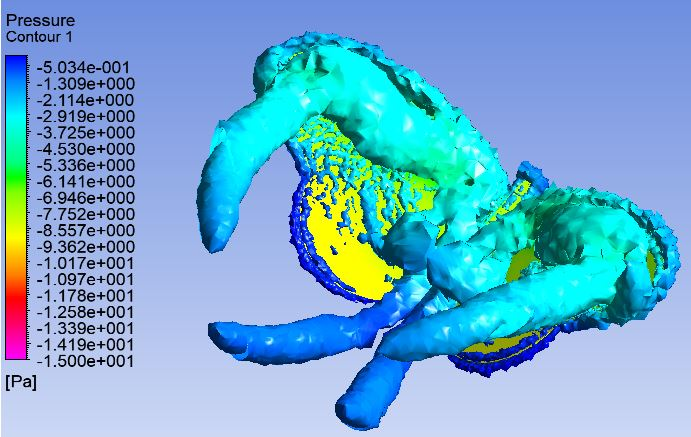 Pressure
Contour 1
-5.034e-001
-1.309e+000
-2.114e+000
-2.919e+000
-3.725e+000
-4.530e+000
-5.336e+000
-6.141e+000
-6.946e+000
-7.752e+000
-8.557e+000
-9.362e+000
-1.017e+001
-1.097e+001
-1.178e+001
-1.258e+001
-1.339e+001
-1.419e+001
-1.500e+001
[Pa]